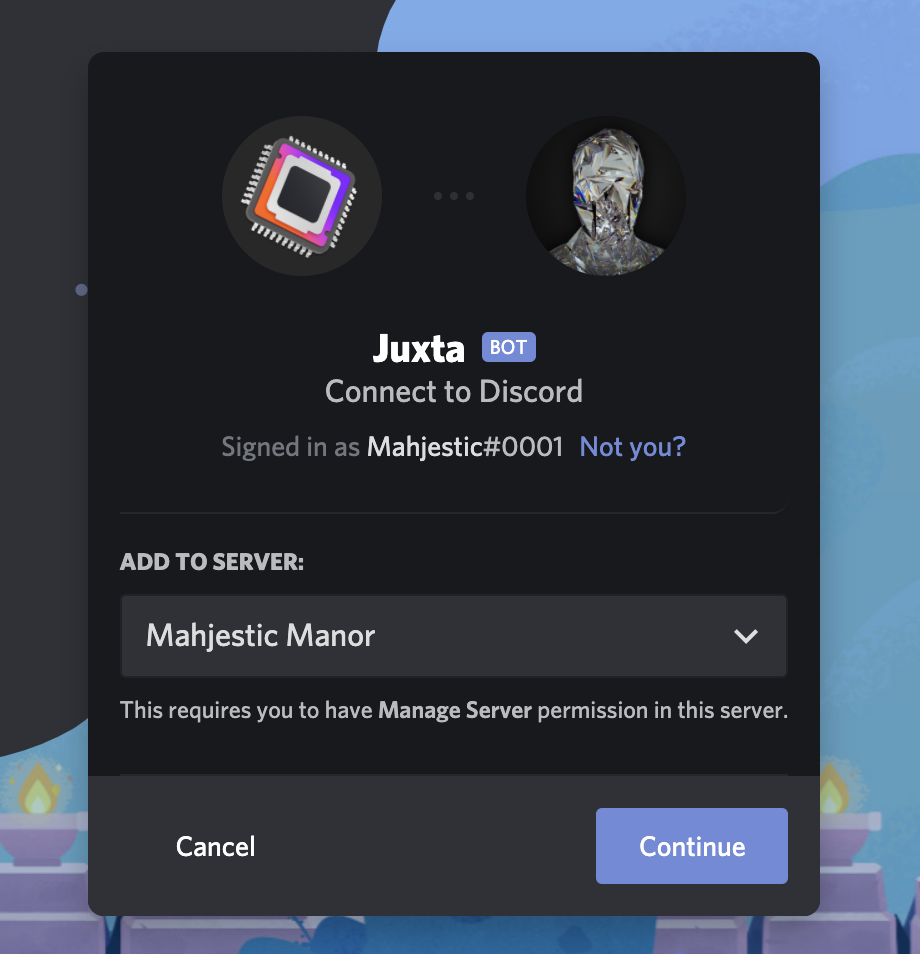 Juxta BOT
Connect to Discord
Signed in as Mahjestic#0001 Not you?
ADD TO SERVER:
Mahjestic Manor
This requires you to have Manage Server permission in this server.
Cancel Continue